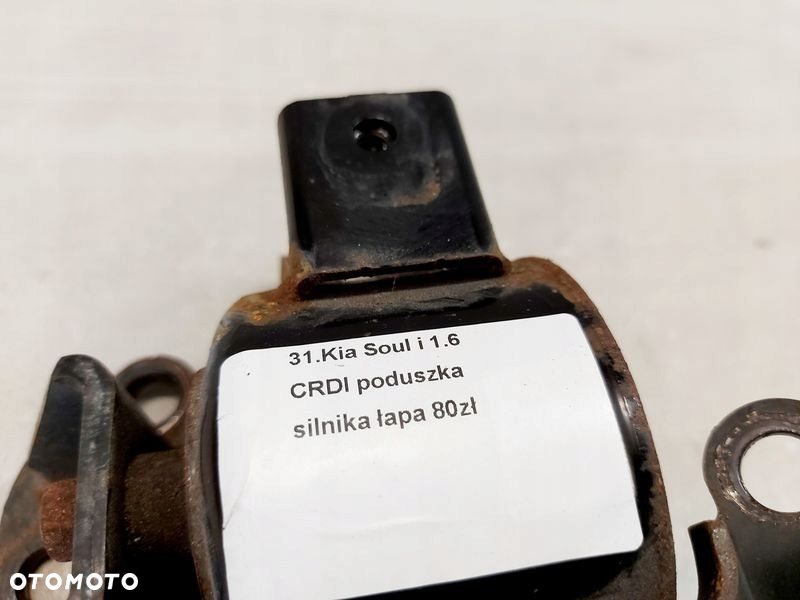 31.Kia Soul i 1.6
CRDI poduszka
silnika łapa 80zł
OTOMOTO